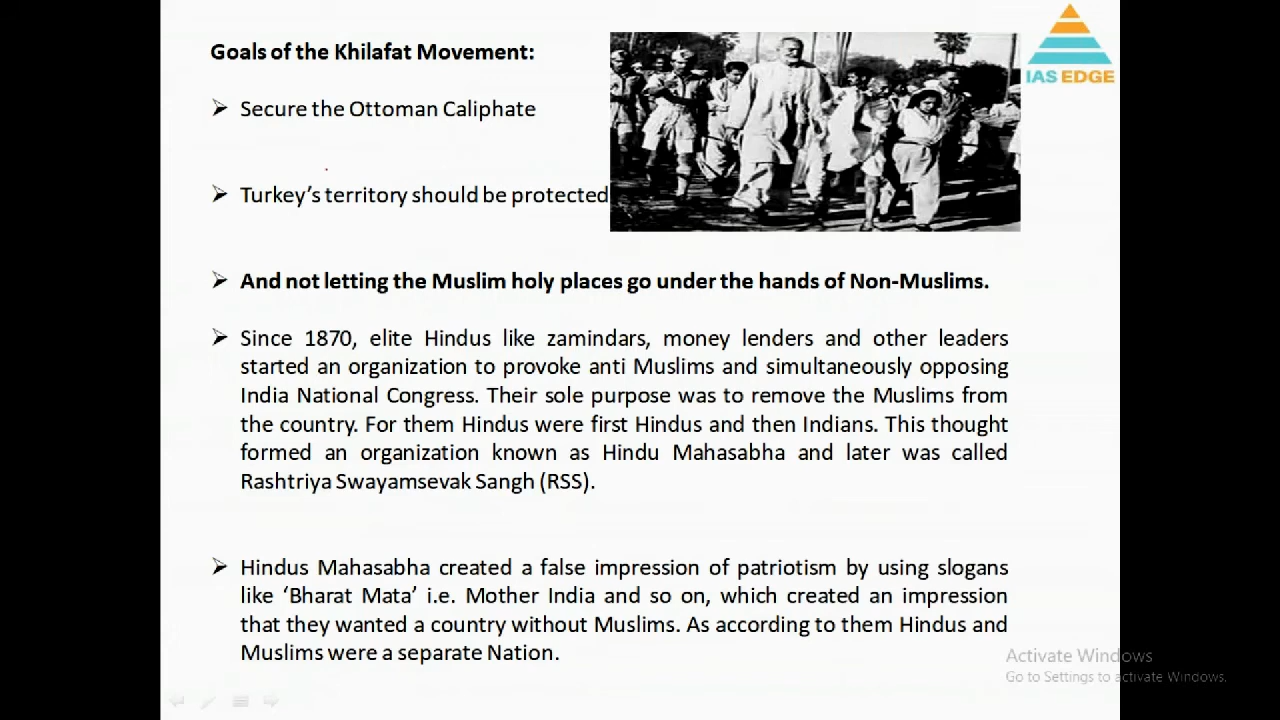 Goals of the Khilafat Movement:
IAS EDGE
Secure the Ottoman Caliphate
Turkey's territory should be protected
And not letting the Muslim holy places go under the hands of Non-Muslims.
Since 1870, elite Hindus like zamindars, money lenders and other leaders
started an organization to provoke anti Muslims and simultaneously opposing
India National Congress. Their sole purpose was to remove the Muslims from
the country. For them Hindus were first Hindus and then Indians. This thought
formed an organization known as Hindu Mahasabha and later was called
Rashtriya Swayamsevak Sangh (RSS).
Hindus Mahasabha created a false impression of patriotism by using slogans
like ‘Bharat Mata’ i.e. Mother India and so on, which created an impression
that they wanted a country without Muslims. As according to them Hindus and
Muslims were a separate Nation.
Activate Windows
Go to Settings to activate Windows.